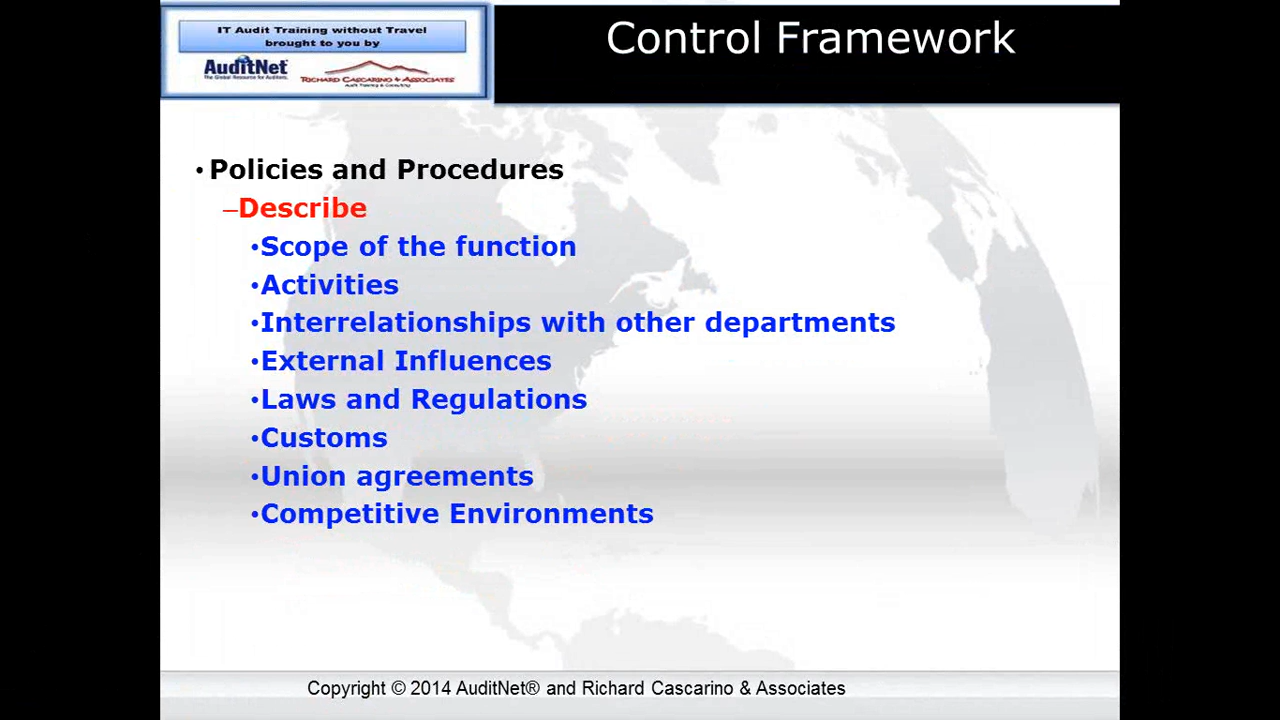 IT Audit Training without Travel
brought to you by
AuditNet
The Global Resource for Auditors
RICHARD CASCARINO & ASSOCIATES
Audit Training & Consulting
Control Framework
• Policies and Procedures
–Describe
•Scope of the function
•Activities
•Interrelationships with other departments
•External Influences
•Laws and Regulations
•Customs
•Union agreements
•Competitive Environments
Copyright © 2014 AuditNet® and Richard Cascarino & Associates